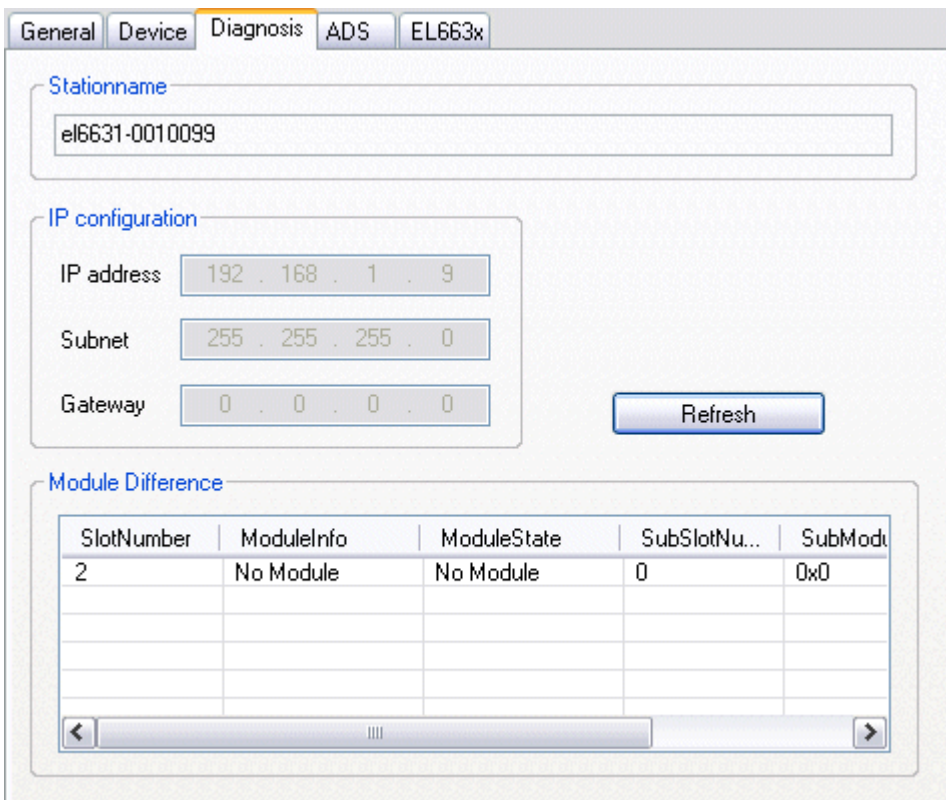 General Device Diagnosis ADS EL663x
Stationname
el6631-0010099
IP configuration
IP address 192 . 168 . 1 . 9
Subnet 255 . 255 . 255 . 0
Gateway 0 . 0 . 0 . 0
Refresh
Module Difference
SlotNumber ModuleInfo ModuleState SubSlotNu... SubModu
2 No Module No Module 0 0x0